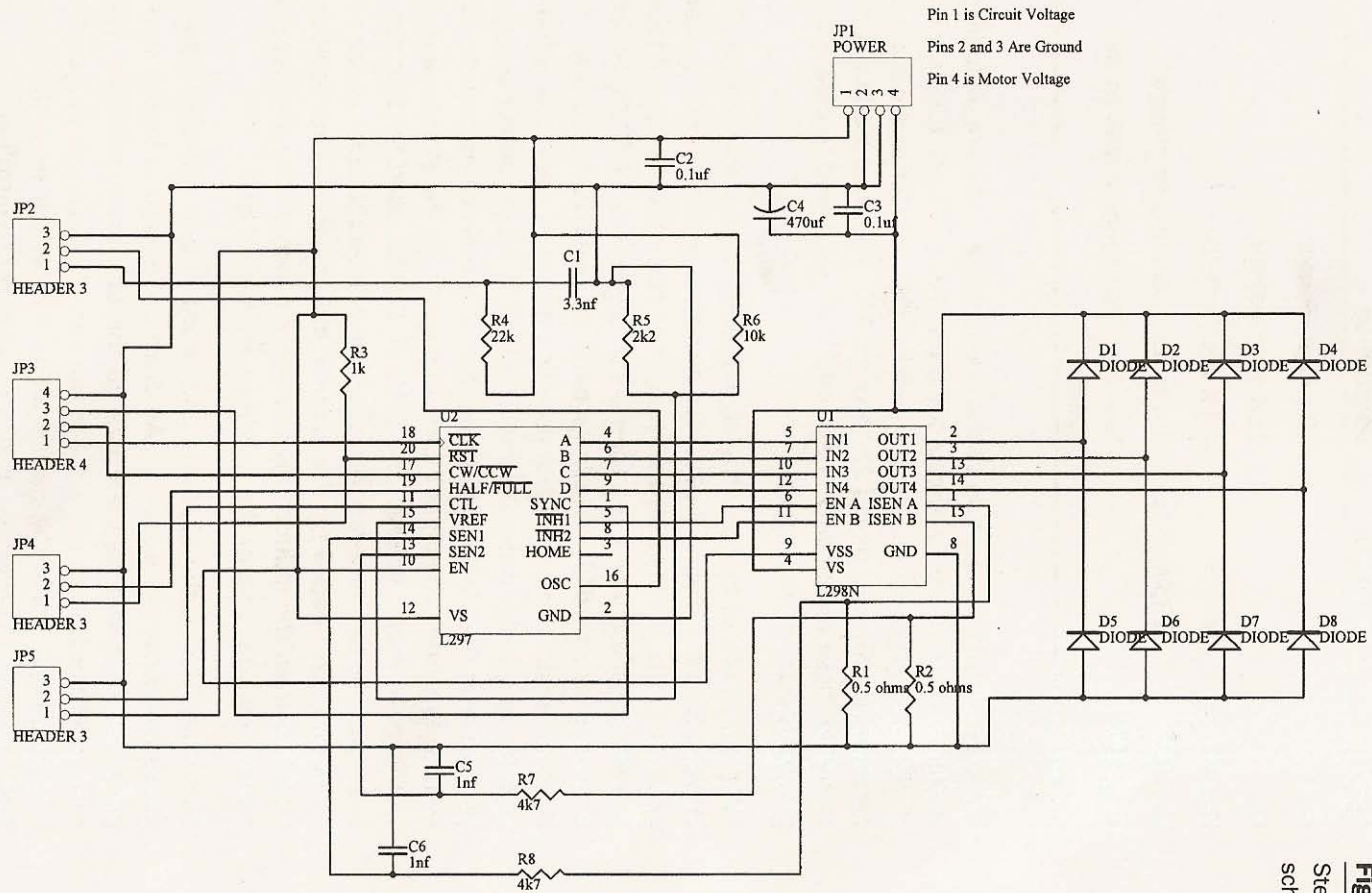 Pin 1 is Circuit Voltage
JP1
POWER
Pins 2 and 3 Are Ground
Pin 4 is Motor Voltage
1 2 3 4
C2
0.1uf
C4
470uf
C3
0.1uf
JP2
3
2
1
HEADER 3
C1
3.3nf
R4
22k
R5
2k2
R6
10k
R3
1k
JP3
4
3
2
1
HEADER 4
D1
DIODE
D2
DIODE
D3
DIODE
D4
DIODE
U2
18 CLK A 4
20 RST B 6
17 CW/CCW C 7
19 HALF/FULL D 9
11 CTL SYNC 1
15 VREF INH1 5
14 SEN1 INH2 8
13 SEN2 HOME 3
10 EN
OSC 16
12 VS GND 2
L297
U1
5 IN1 OUT1 2
7 IN2 OUT2 3
10 IN3 OUT3 13
12 IN4 OUT4 14
6 EN A ISEN A 1
11 EN B ISEN B 15
9 VSS GND 8
4 VS
L298N
JP4
3
2
1
HEADER 3
JP5
3
2
1
HEADER 3
D5
DIODE
D6
DIODE
D7
DIODE
D8
DIODE
R1
0.5 ohms
R2
0.5 ohms
C5
1nf
R7
4k7
C6
1nf
R8
4k7
Ste
sch